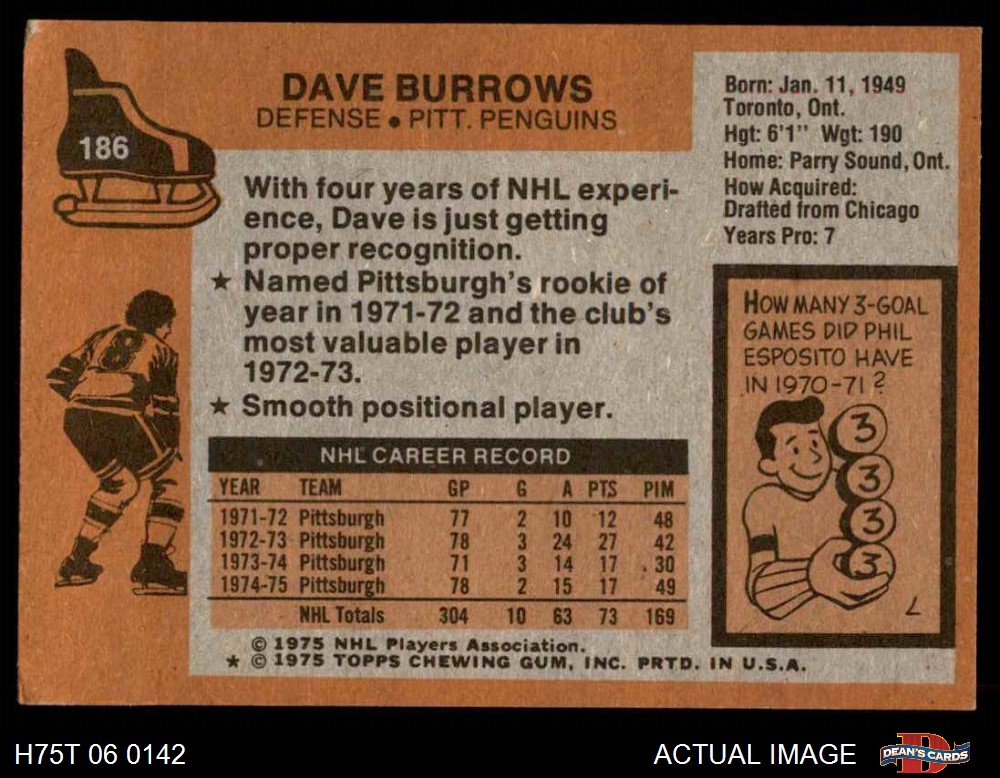 186
DAVE BURROWS
DEFENSE • PITT. PENGUINS
Born: Jan. 11, 1949
Toronto, Ont.
Hgt: 6'1" Wgt: 190
Home: Parry Sound, Ont.
How Acquired:
Drafted from Chicago
Years Pro: 7
With four years of NHL experi-
ence, Dave is just getting
proper recognition.
★ Named Pittsburgh's rookie of
year in 1971-72 and the club's
most valuable player in
1972-73.
★ Smooth positional player.
8
HOW MANY 3-GOAL
GAMES DID PHIL
ESPOSITO HAVE
IN 1970-71?
3
3
3
3
NHL CAREER RECORD
YEAR TEAM GP G A PTS PIM
1971-72 Pittsburgh 77 2 10 12 48
1972-73 Pittsburgh 78 3 24 27 42
1973-74 Pittsburgh 71 3 14 17 30
1974-75 Pittsburgh 78 2 15 17 49
NHL Totals 304 10 63 73 169
© 1975 NHL Players Association.
★ © 1975 TOPPS CHEWING GUM, INC. PRTD. IN U.S.A.
H75T 06 0142
ACTUAL IMAGE
D
DEAN'S CARDS